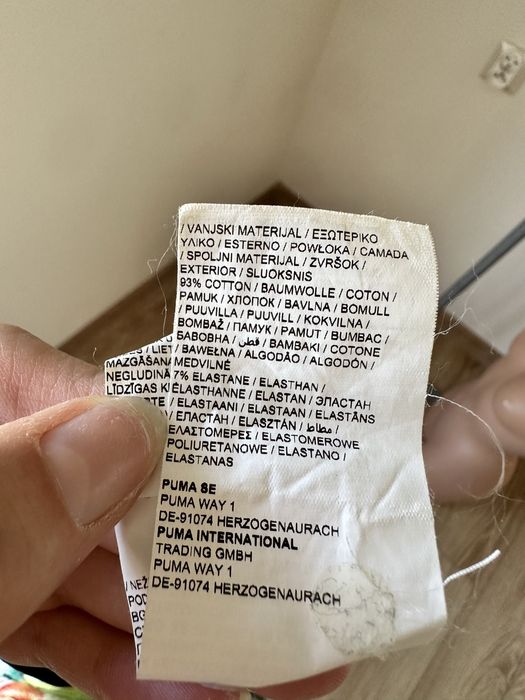 / VANJSKI MATERIJAL / ΕΞΩΤΕΡΙΚΟ
ΥΛΙΚΟ / ESTERNO / POWŁOKA / CAMADA
/ SPOLJNI MATERIJAL / ZVRŠOK /
EXTERIOR / SLUOKSNIS
93% COTTON / BAUMWOLLE / COTON /
PAMUK / ХЛОПОК / BAVLNA / BOMULL
/ PUUVILLA / PUUVILL / KOKVILNA /
BOMBAŽ / ПАМУК / PAMUT / BUMBAC /
БАВОВНА / قطن / BAMBAKI / COTONE
/ BAWEŁNA / ALGODÃO / ALGODÓN /
MEDVILNĖ
7% ELASTANE / ELASTHAN /
ÉLASTHANNE / ELASTAN / ЭЛАСТАН
/ ELASTAANI / ELASTAAN / ELASTĀNS
/ ЕЛАСТАН / ELASZTÁN / مطاط /
ΕΛΑΣΤΟΜΕΡΕΣ / ELASTOMEROWE /
POLIURETANOWE / ELASTANO /
ELASTANAS
PUMA SE
PUMA WAY 1
DE-91074 HERZOGENAURACH
PUMA INTERNATIONAL
TRADING GMBH
PUMA WAY 1
DE-91074 HERZOGENAURACH
MAZGĀŠANA
NEGLUDINĀ
LĪDZĪGAS K